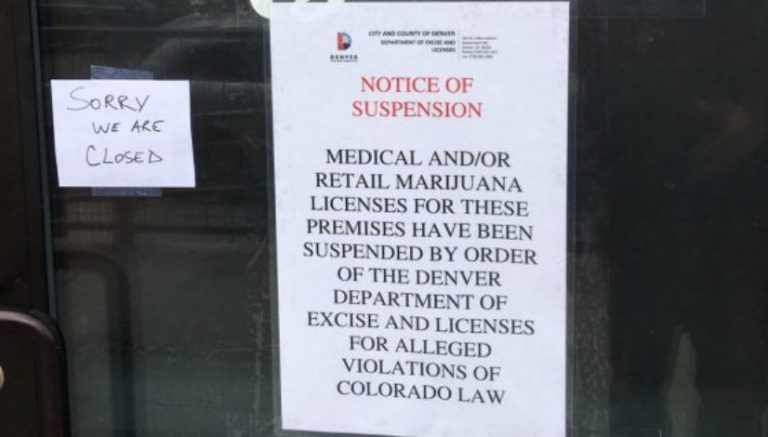 SORRY
WE ARE
CLOSED
DENVER
CITY AND COUNTY OF DENVER
DEPARTMENT OF EXCISE AND
LICENSES
NOTICE OF
SUSPENSION
MEDICAL AND/OR
RETAIL MARIJUANA
LICENSES FOR THESE
PREMISES HAVE BEEN
SUSPENDED BY ORDER
OF THE DENVER
DEPARTMENT OF
EXCISE AND LICENSES
FOR ALLEGED
VIOLATIONS OF
COLORADO LAW